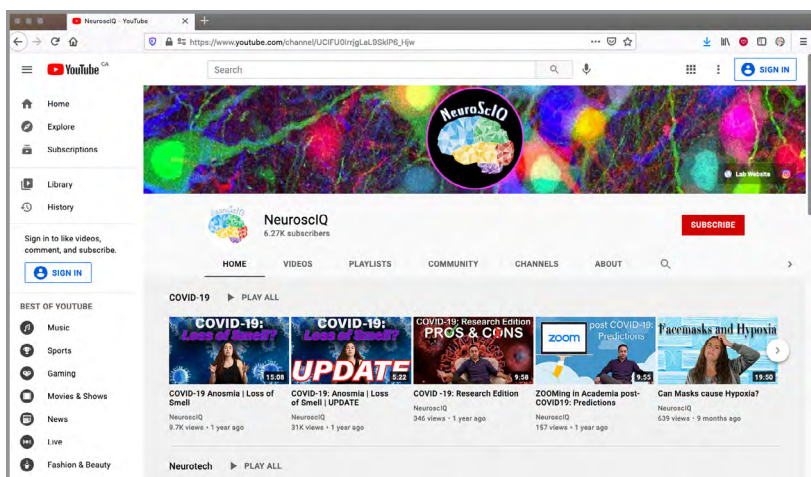 NeuroscIQ - YouTube
https://www.youtube.com/channel/UCIFU0IrrjgLaL9SkIP6_Hjw
YouTube CA
Search
SIGN IN
Home
Explore
Subscriptions
Library
History
Sign in to like videos,
comment, and subscribe.
SIGN IN
BEST OF YOUTUBE
Music
Sports
Gaming
Movies & Shows
News
Live
Fashion & Beauty
NeuroScIQ
Lab Website
NeuroscIQ
6.27K subscribers
SUBSCRIBE
HOME VIDEOS PLAYLISTS COMMUNITY CHANNELS ABOUT
COVID-19 PLAY ALL
COVID-19:
Loss of Smell?
15:08
COVID-19 Anosmia | Loss of
Smell
NeuroscIQ
9.7K views • 1 year ago
COVID-19:
Loss of Smell?
UPDATE
5:22
COVID-19: Anosmia | Loss
of Smell | UPDATE
NeuroscIQ
31K views • 1 year ago
COVID-19: Research Edition
PROS & CONS
9:58
COVID -19: Research Edition
NeuroscIQ
346 views • 1 year ago
zoom
post COVID-19:
Predictions
9:55
ZOOMing in Academia post-
COVID19: Predictions
NeuroscIQ
157 views • 1 year ago
Facemasks and Hypoxia
19:50
Can Masks cause Hypoxia?
NeuroscIQ
639 views • 9 months ago
Neurotech PLAY ALL